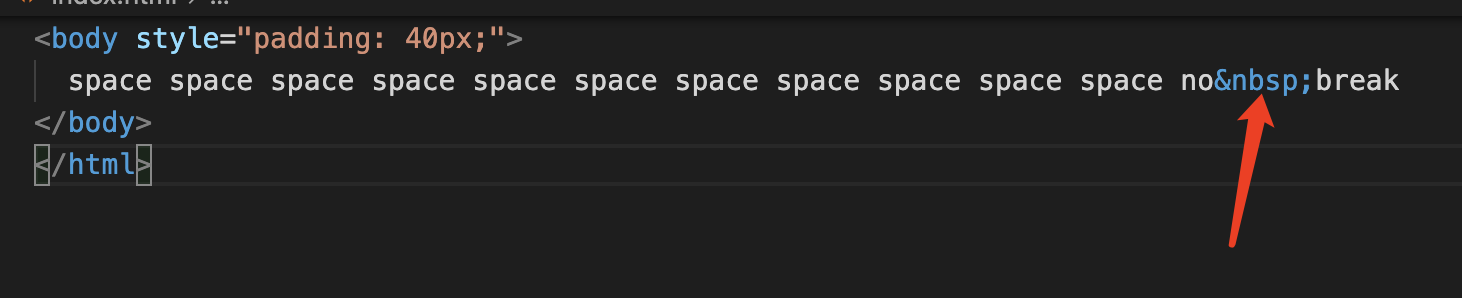 index.html > ...
<body style="padding: 40px;">
space space space space space space space space space space space no&nbsp;break
</body>
</html>